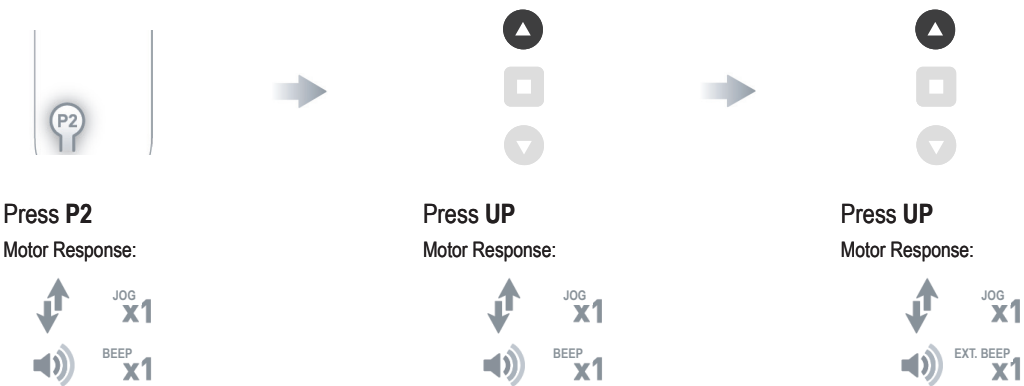 P2
Press P2
Motor Response:
JOG
x1
BEEP
x1
Press UP
Motor Response:
JOG
x1
BEEP
x1
Press UP
Motor Response:
JOG
x1
EXT. BEEP
x1